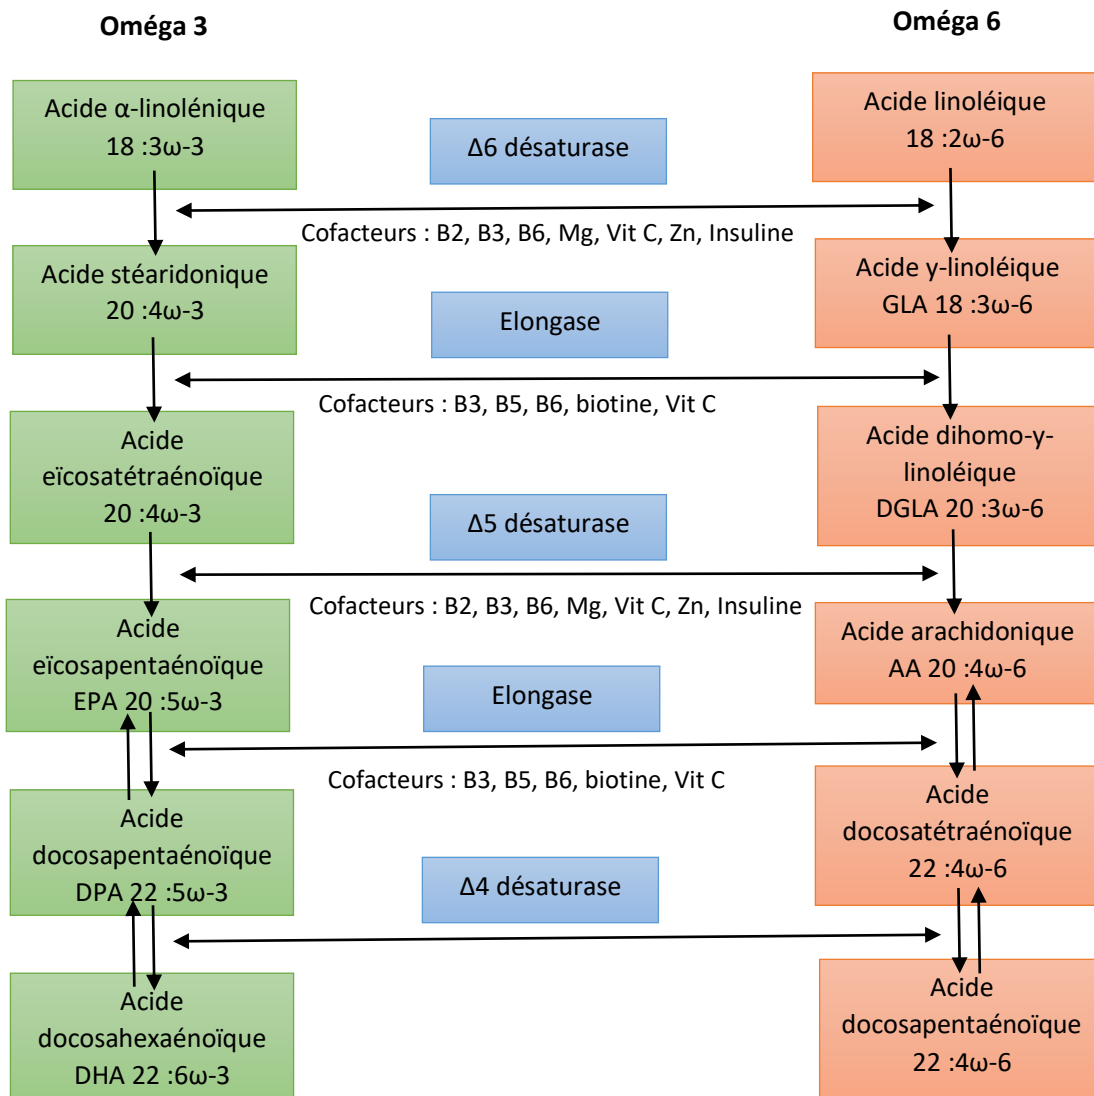 Oméga 3
Oméga 6
Acide α-linolénique
18 :3ω-3
Δ6 désaturase
Acide linoléique
18 :2ω-6
Cofacteurs : B2, B3, B6, Mg, Vit C, Zn, Insuline
Acide stéaridonique
20 :4ω-3
Elongase
Acide y-linoléique
GLA 18 :3ω-6
Cofacteurs : B3, B5, B6, biotine, Vit C
Acide
eïcosatétraénoïque
20 :4ω-3
Δ5 désaturase
Acide dihomo-y-
linoléique
DGLA 20 :3ω-6
Cofacteurs : B2, B3, B6, Mg, Vit C, Zn, Insuline
Acide
eïcosapentaénoïque
EPA 20 :5ω-3
Elongase
Acide arachidonique
AA 20 :4ω-6
Cofacteurs : B3, B5, B6, biotine, Vit C
Acide
docosapentaénoïque
DPA 22 :5ω-3
Δ4 désaturase
Acide
docosatétraénoïque
22 :4ω-6
Acide
docosahexaénoïque
DHA 22 :6ω-3
Acide
docosapentaénoïque
22 :4ω-6